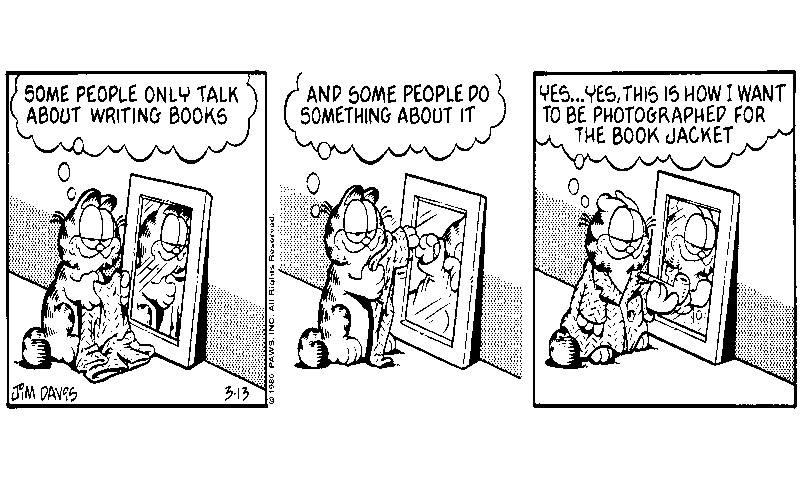 SOME PEOPLE ONLY TALK
ABOUT WRITING BOOKS
JIM DAVIS
3-13
© 1986 PAWS, INC. All Rights Reserved.
AND SOME PEOPLE DO
SOMETHING ABOUT IT
YES...YES, THIS IS HOW I WANT
TO BE PHOTOGRAPHED FOR
THE BOOK JACKET